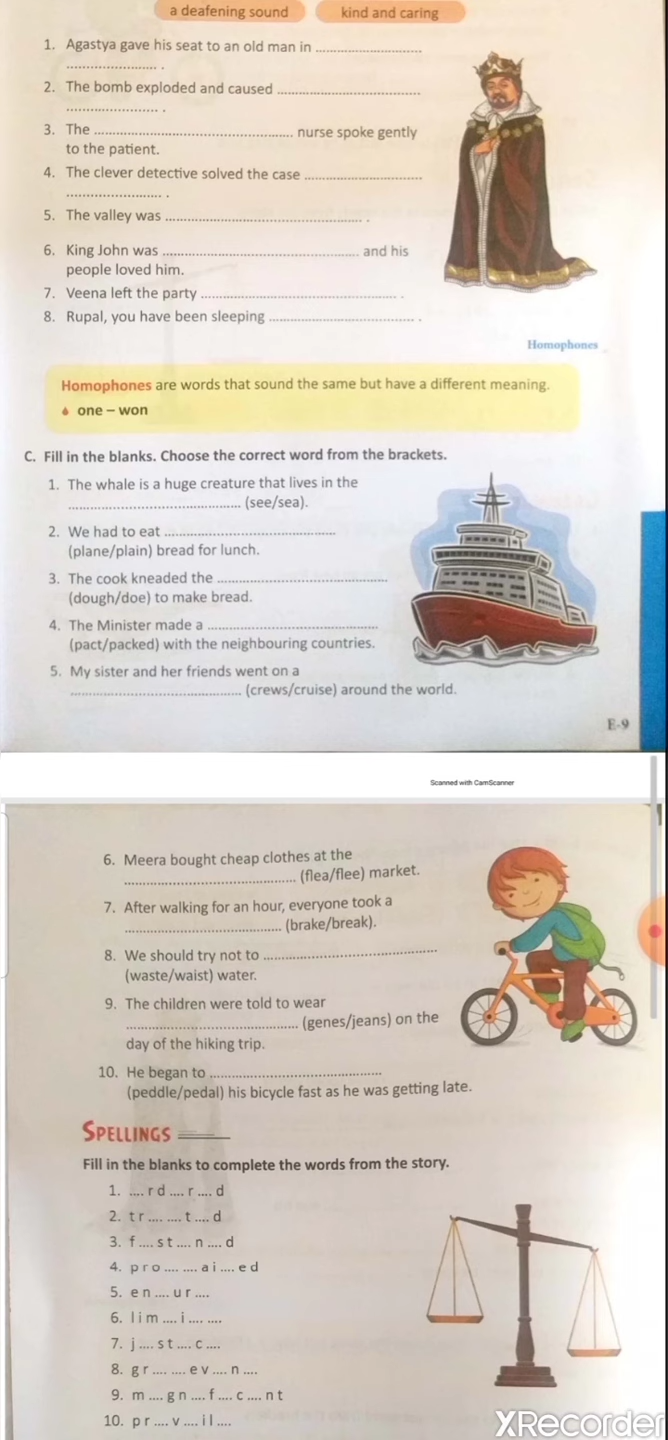 a deafening sound kind and caring
1. Agastya gave his seat to an old man in ..............................
......................... .
2. The bomb exploded and caused ........................................
......................... .
3. The .................................................... nurse spoke gently
to the patient.
4. The clever detective solved the case ..............................
......................... .
5. The valley was .................................................... .
6. King John was .................................................... and his
people loved him.
7. Veena left the party .................................................... .
8. Rupal, you have been sleeping ...................................... .
Homophones
Homophones are words that sound the same but have a different meaning.
one – won
C. Fill in the blanks. Choose the correct word from the brackets.
1. The whale is a huge creature that lives in the
............................................. (see/sea).
2. We had to eat .............................................
(plane/plain) bread for lunch.
3. The cook kneaded the .............................................
(dough/doe) to make bread.
4. The Minister made a .............................................
(pact/packed) with the neighbouring countries.
5. My sister and her friends went on a
............................................. (crews/cruise) around the world.
E-9
Scanned with CamScanner
6. Meera bought cheap clothes at the
............................................. (flea/flee) market.
7. After walking for an hour, everyone took a
......................................... (brake/break).
8. We should try not to .............................................
(waste/waist) water.
9. The children were told to wear
............................................. (genes/jeans) on the
day of the hiking trip.
10. He began to .............................................
(peddle/pedal) his bicycle fast as he was getting late.
SPELLINGS
Fill in the blanks to complete the words from the story.
1. .... r d .... r .... d
2. t r .... .... t .... d
3. f .... s t .... n .... d
4. p r o .... .... a i .... e d
5. e n .... u r ....
6. l i m .... i .... ....
7. j .... s t .... c ....
8. g r .... .... e v .... n ....
9. m .... g n .... f .... c .... n t
10. p r .... v .... i l ....
XRecorder